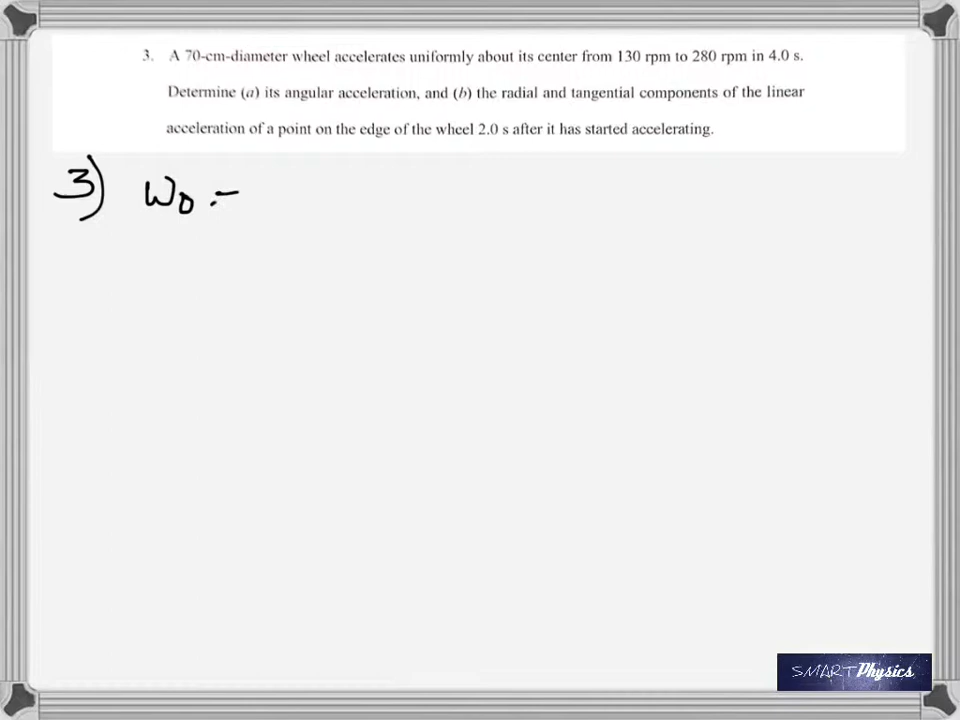 3. A 70-cm-diameter wheel accelerates uniformly about its center from 130 rpm to 280 rpm in 4.0 s.
Determine (a) its angular acceleration, and (b) the radial and tangential components of the linear
acceleration of a point on the edge of the wheel 2.0 s after it has started accelerating.
3) ω₀ =
SMART Physics